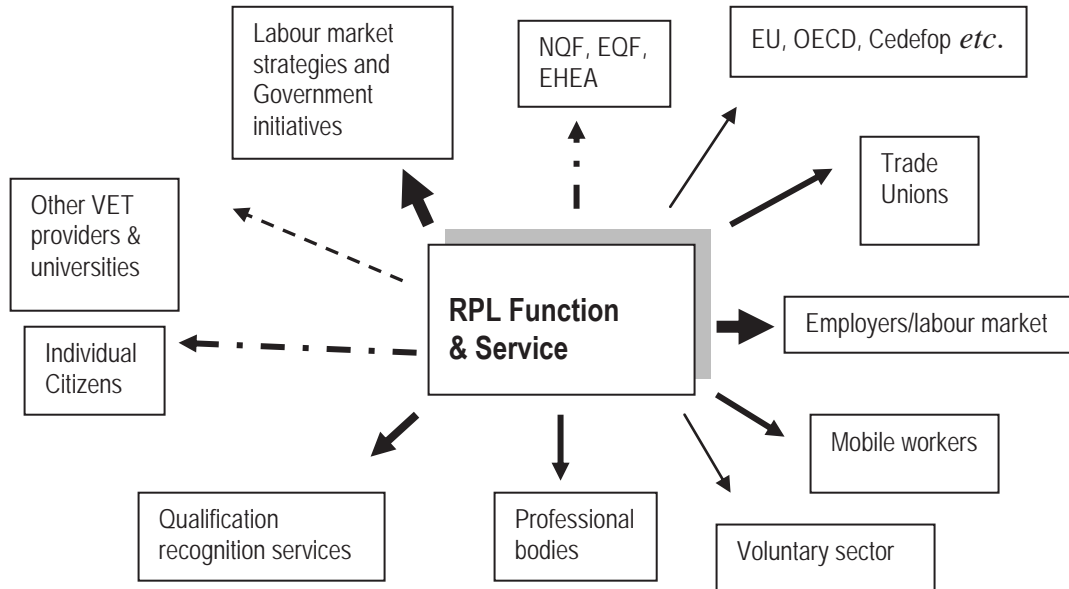 Labour market
strategies and
Government
initiatives
NQF, EQF,
EHEA
EU, OECD, Cedefop etc.
Trade
Unions
Other VET
providers &
universities
RPL Function
& Service
Employers/labour market
Individual
Citizens
Mobile workers
Qualification
recognition services
Professional
bodies
Voluntary sector